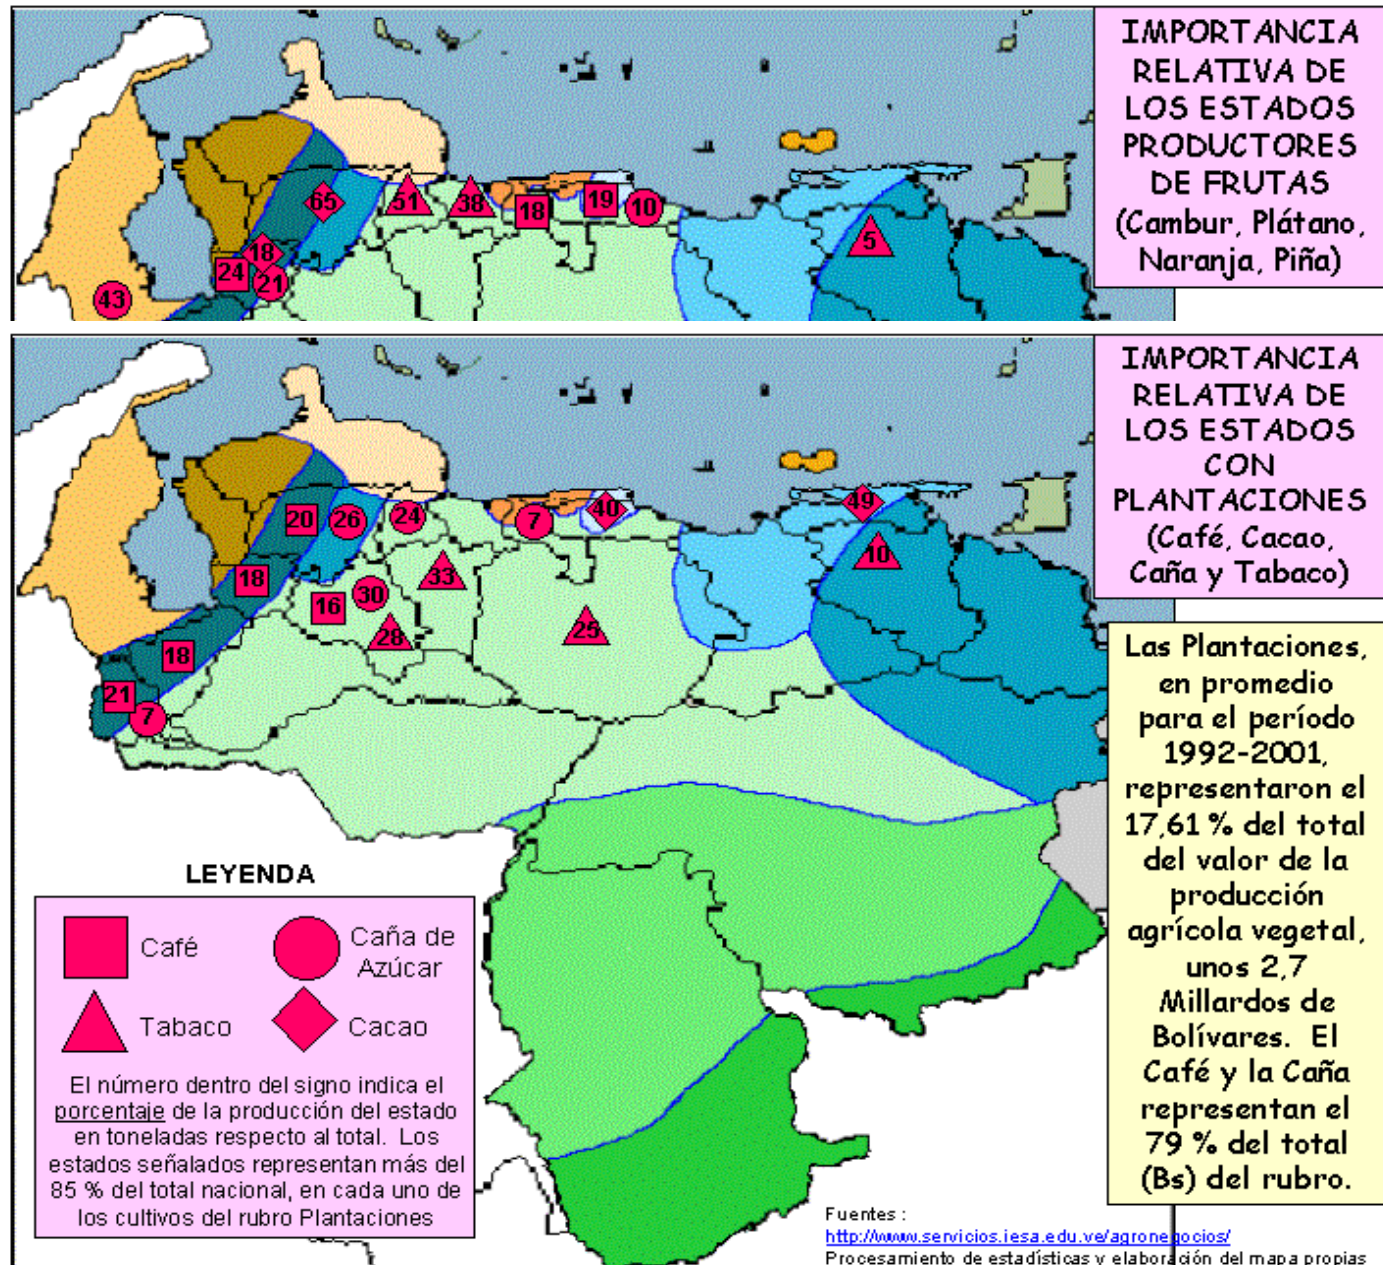 IMPORTANCIA
RELATIVA DE
LOS ESTADOS
PRODUCTORES
DE FRUTAS
(Cambur, Plátano,
Naranja, Piña)
65
51
38
18
19
10
5
18
24
21
43
IMPORTANCIA
RELATIVA DE
LOS ESTADOS
CON
PLANTACIONES
(Café, Cacao,
Caña y Tabaco)
20
26
24
7
40
49
10
18
16
30
33
28
25
18
21
7
Las Plantaciones,
en promedio
para el período
1992-2001,
representaron el
17,61 % del total
del valor de la
producción
agrícola vegetal,
unos 2,7
Millardos de
Bolívares. El
Café y la Caña
representan el
79 % del total
(Bs) del rubro.
LEYENDA
Café
Caña de
Azúcar
Tabaco
Cacao
El número dentro del signo indica el
porcentaje de la producción del estado
en toneladas respecto al total. Los
estados señalados representan más del
85 % del total nacional, en cada uno de
los cultivos del rubro Plantaciones
Fuentes :
http://www.servicios.iesa.edu.ve/agronegocios/
Procesamiento de estadísticas y elaboración del mapa propias